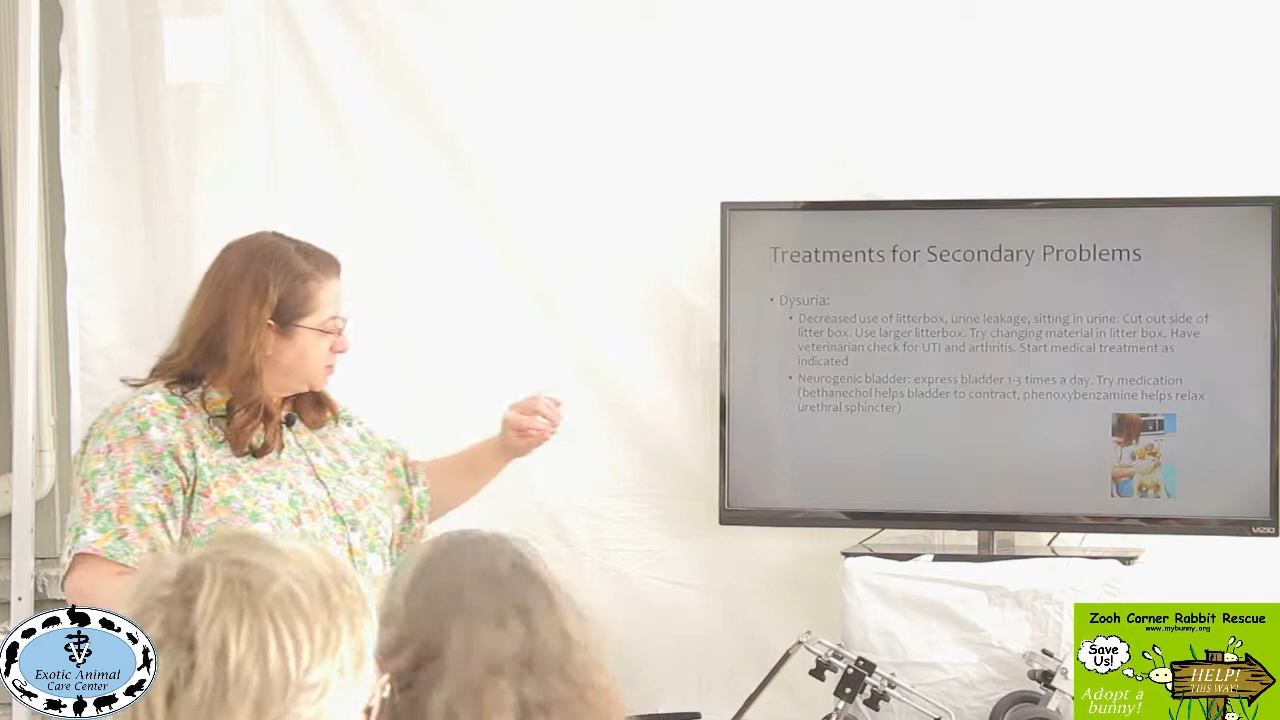 Treatments for Secondary Problems
• Dysuria:
• Decreased use of litterbox, urine leakage, sitting in urine: Cut out side of
litter box. Use larger litterbox. Try changing material in litter box. Have
veterinarian check for UTI and arthritis. Start medical treatment as
indicated
• Neurogenic bladder: express bladder 1-3 times a day. Try medication
(bethanechol helps bladder to contract, phenoxybenzamine helps relax
urethral sphincter)
VIZIO
Exotic Animal
Care Center
Zooh Corner Rabbit Rescue
www.mybunny.org
Save
Us!
HELP!
THIS WAY!
Adopt a
bunny!